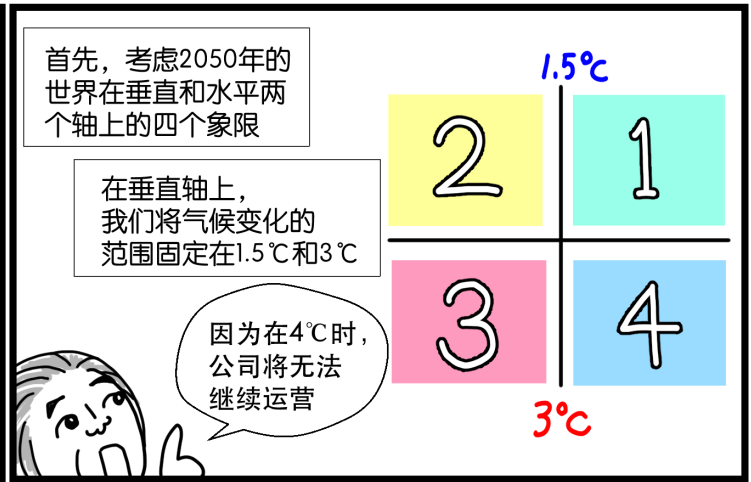 首先，考虑2050年的
世界在垂直和水平两
个轴上的四个象限
在垂直轴上，
我们将气候变化的
范围固定在1.5℃和3℃
因为在4℃时，
公司将无法
继续运营
1.5℃
2
1
3
4
3℃